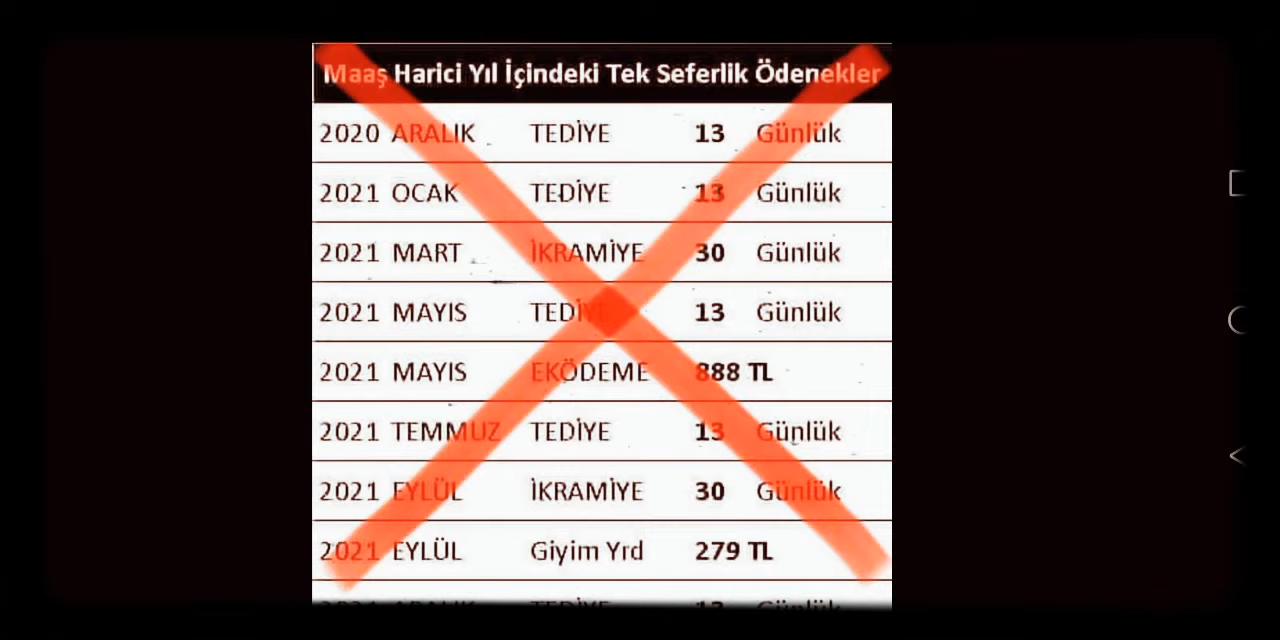 Maaş Harici Yıl İçindeki Tek Seferlik Ödenekler
2020 ARALIK TEDİYE 13 Günlük
2021 OCAK TEDİYE 13 Günlük
2021 MART İKRAMİYE 30 Günlük
2021 MAYIS TEDİYE 13 Günlük
2021 MAYIS EKÖDEME 888 TL
2021 TEMMUZ TEDİYE 13 Günlük
2021 EYLÜL İKRAMİYE 30 Günlük
2021 EYLÜL Giyim Yrd 279 TL